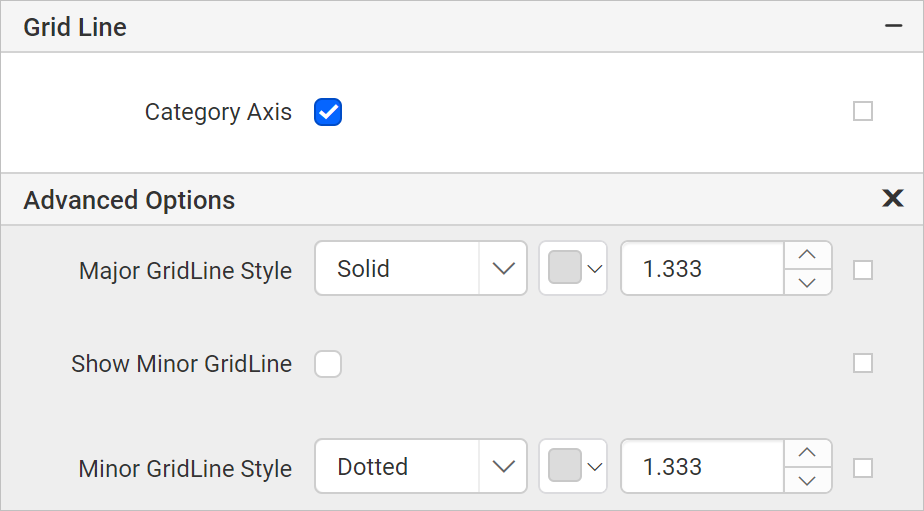 Grid Line
Category Axis
Advanced Options
Major GridLine Style Solid 1.333
Show Minor GridLine
Minor GridLine Style Dotted 1.333